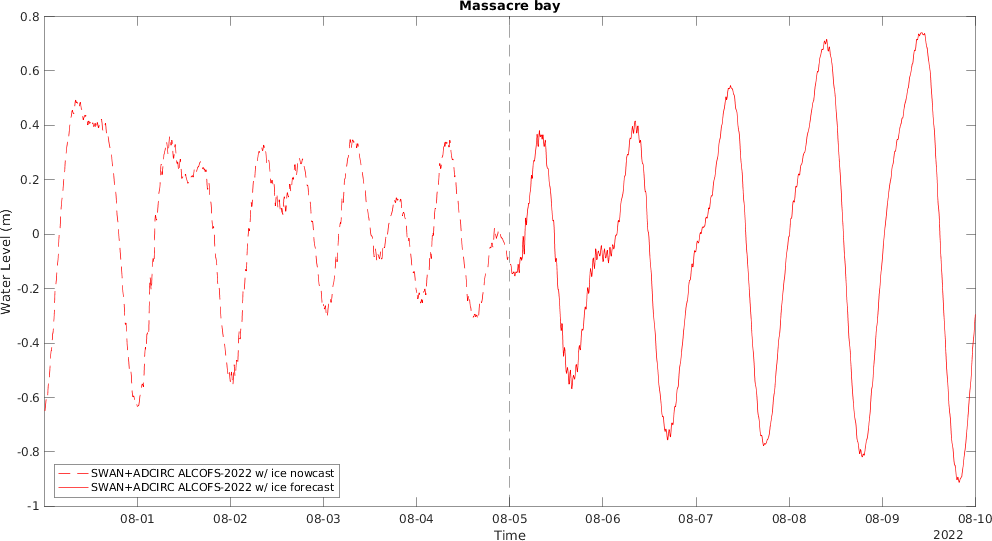 Massacre bay
0.8
0.6
0.4
0.2
0
-0.2
-0.4
-0.6
-0.8
-1
Water Level (m)
SWAN+ADCIRC ALCOFS-2022 w/ ice nowcast
SWAN+ADCIRC ALCOFS-2022 w/ ice forecast
08-01 08-02 08-03 08-04 08-05 08-06 08-07 08-08 08-09 08-10
Time
2022